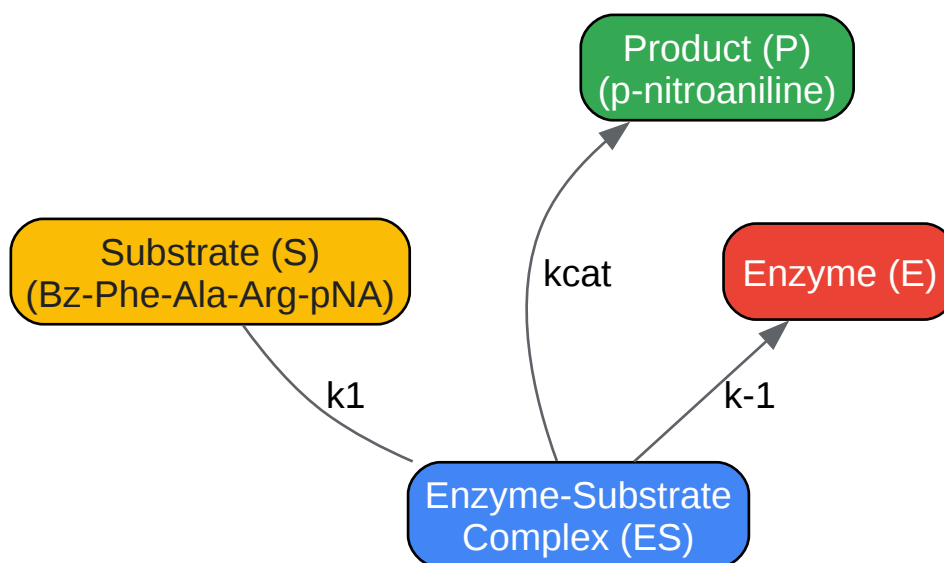 Product (P)
(p-nitroaniline)
Substrate (S)
(Bz-Phe-Ala-Arg-pNA)
kcat
Enzyme (E)
k1
k-1
Enzyme-Substrate
Complex (ES)